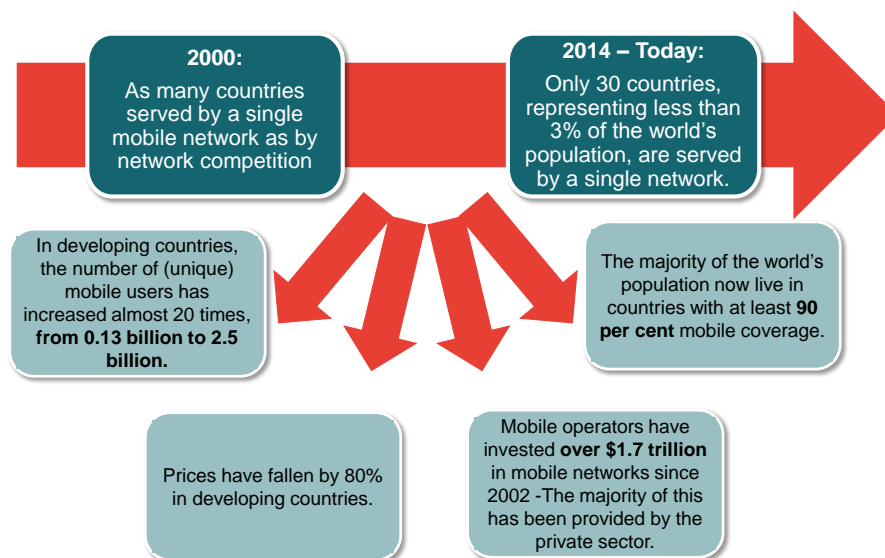 2000:
As many countries
served by a single
mobile network as by
network competition
2014 – Today:
Only 30 countries,
representing less than
3% of the world's
population, are served
by a single network.
In developing countries,
the number of (unique)
mobile users has
increased almost 20 times,
from 0.13 billion to 2.5
billion.
The majority of the world's
population now live in
countries with at least 90
per cent mobile coverage.
Prices have fallen by 80%
in developing countries.
Mobile operators have
invested over $1.7 trillion
in mobile networks since
2002 -The majority of this
has been provided by the
private sector.